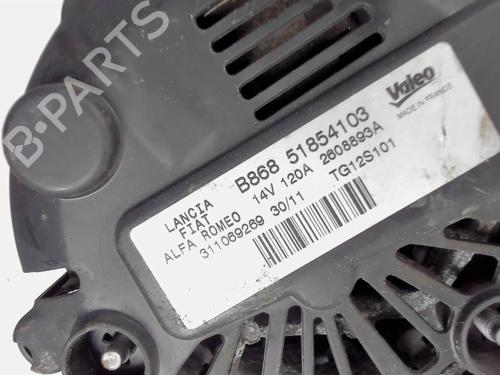 B-PARTS
Valeo
MADE IN FRANCE
B868 51854103
LANCIA 14V 120A 2608893A
FIAT
ALFA ROMEO TG12S101
311069269 30/11